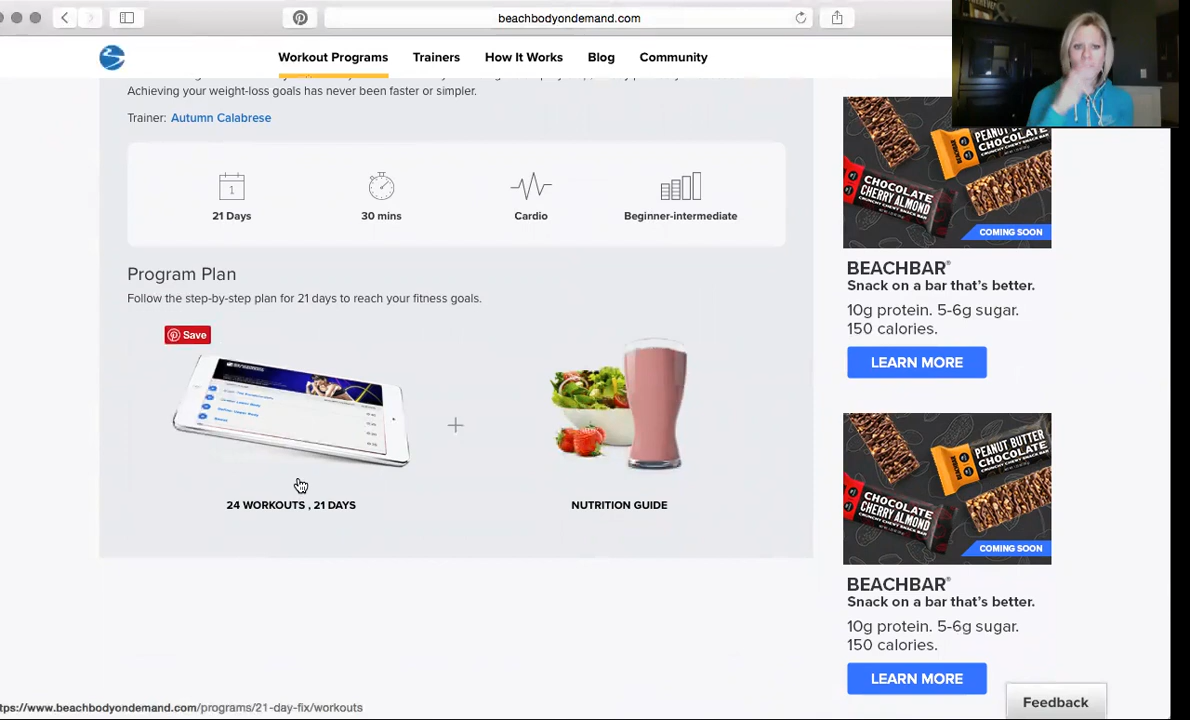 beachbodyondemand.com
Workout Programs
Trainers
How It Works
Blog
Community
Achieving your weight-loss goals has never been faster or simpler.
Trainer: Autumn Calabrese
1
21 Days
30 mins
Cardio
Beginner-intermediate
Program Plan
Follow the step-by-step plan for 21 days to reach your fitness goals.
Save
24 WORKOUTS , 21 DAYS
NUTRITION GUIDE
PEANUT BUTTER
CHOCOLATE
CHOCOLATE
CHERRY ALMOND
COMING SOON
BEACHBAR®
Snack on a bar that's better.
10g protein. 5-6g sugar.
150 calories.
LEARN MORE
PEANUT BUTTER
CHOCOLATE
CHOCOLATE
CHERRY ALMOND
COMING SOON
BEACHBAR®
Snack on a bar that's better.
10g protein. 5-6g sugar.
150 calories.
LEARN MORE
Feedback
ttps://www.beachbodyondemand.com/programs/21-day-fix/workouts